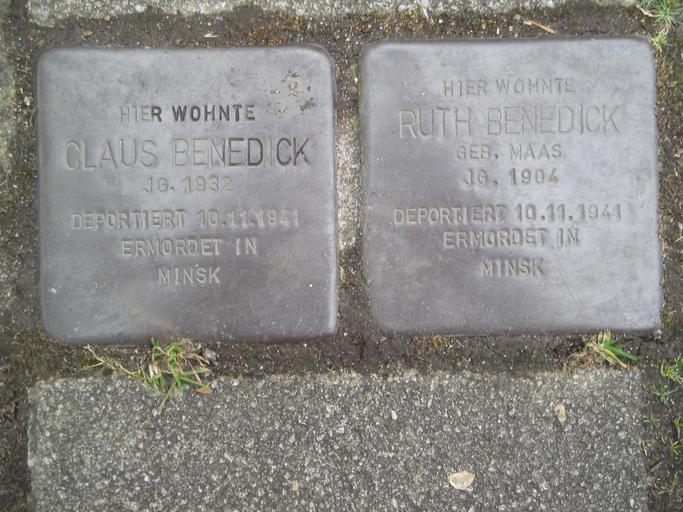 HIER WOHNTE
CLAUS BENEDICK
JG. 1932
DEPORTIERT 10.11.1941
ERMORDET IN
MINSK
HIER WOHNTE
RUTH BENEDICK
GEB. MAAS
JG. 1904
DEPORTIERT 10.11.1941
ERMORDET IN
MINSK